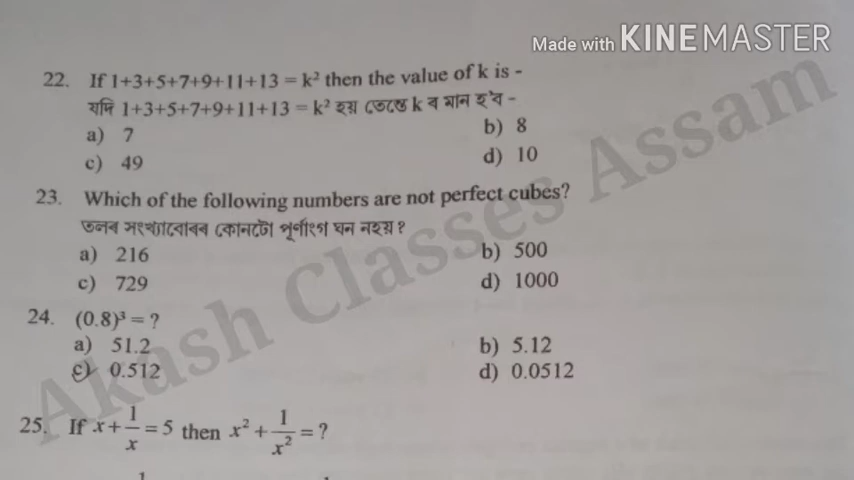 Made with KINEMASTER
22. If 1+3+5+7+9+11+13 = k² then the value of k is -
যদি 1+3+5+7+9+11+13 = k² হয় তেন্তে k ৰ মান হ'ব -
a) 7 b) 8
c) 49 d) 10
23. Which of the following numbers are not perfect cubes?
তলৰ সংখ্যাবোৰৰ কোনটো পূৰ্ণাংগ ঘন নহয়?
a) 216 b) 500
c) 729 d) 1000
24. (0.8)³ = ?
a) 51.2 b) 5.12
c) 0.512 d) 0.0512
25. If x + 1/x = 5 then x² + 1/x² = ?
Akash Classes Assam